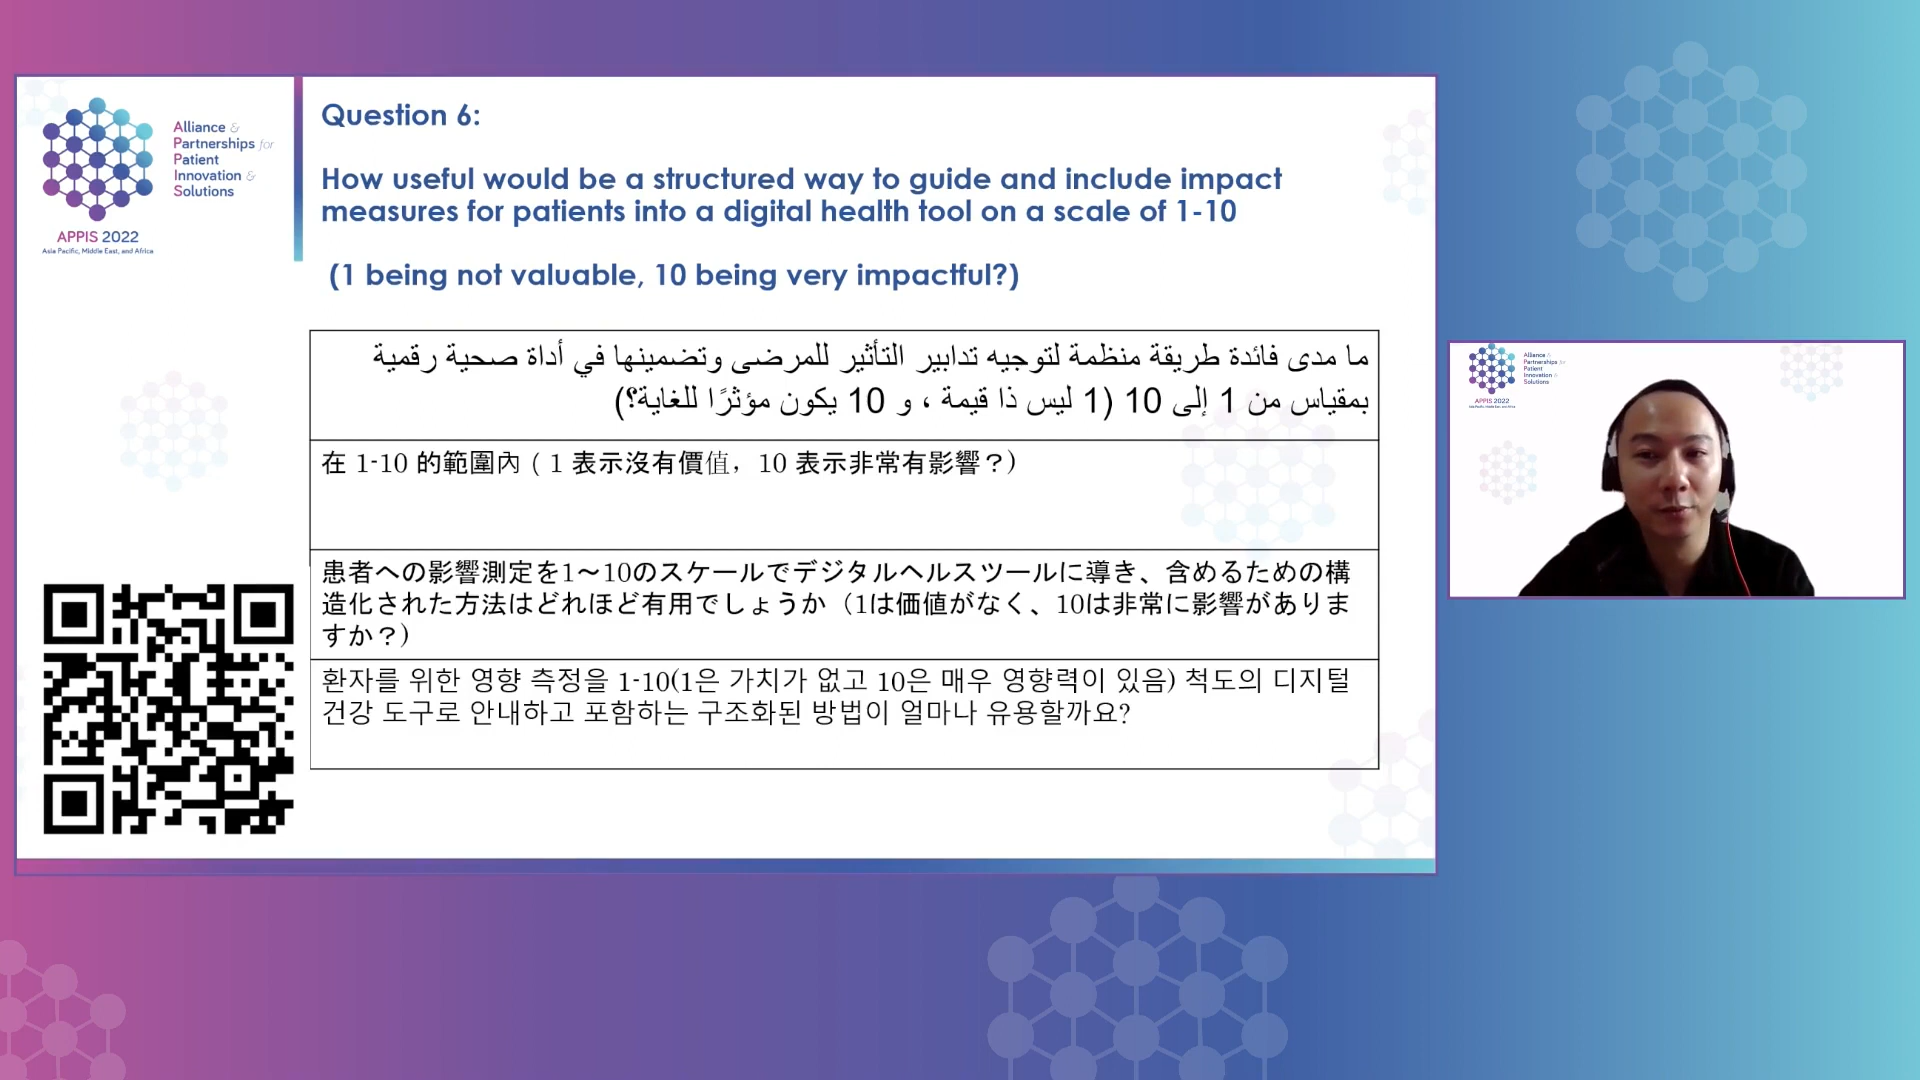 Alliance &
Partnerships for
Patient
Innovation &
Solutions
APPIS 2022
Asia Pacific, Middle East, and Africa
Question 6:
How useful would be a structured way to guide and include impact
measures for patients into a digital health tool on a scale of 1-10
(1 being not valuable, 10 being very impactful?)
ما مدى فائدة طريقة منظمة لتوجيه تدابير التأثير للمرضى وتضمينها في أداة صحية رقمية
بمقياس من 1 إلى 10 (1 ليس ذا قيمة ، و 10 يكون مؤثرًا للغاية؟)
在 1-10 的範圍內 ( 1 表示沒有價值，10 表示非常有影響？)
患者への影響測定を1～10のスケールでデジタルヘルスツールに導き、含めるための構
造化された方法はどれほど有用でしょうか（1は価値がなく、10は非常に影響がありま
すか？)
환자를 위한 영향 측정을 1-10(1은 가치가 없고 10은 매우 영향력이 있음) 척도의 디지털
건강 도구로 안내하고 포함하는 구조화된 방법이 얼마나 유용할까요?
Alliance &
Partnerships for
Patient
Innovation &
Solutions
APPIS 2022